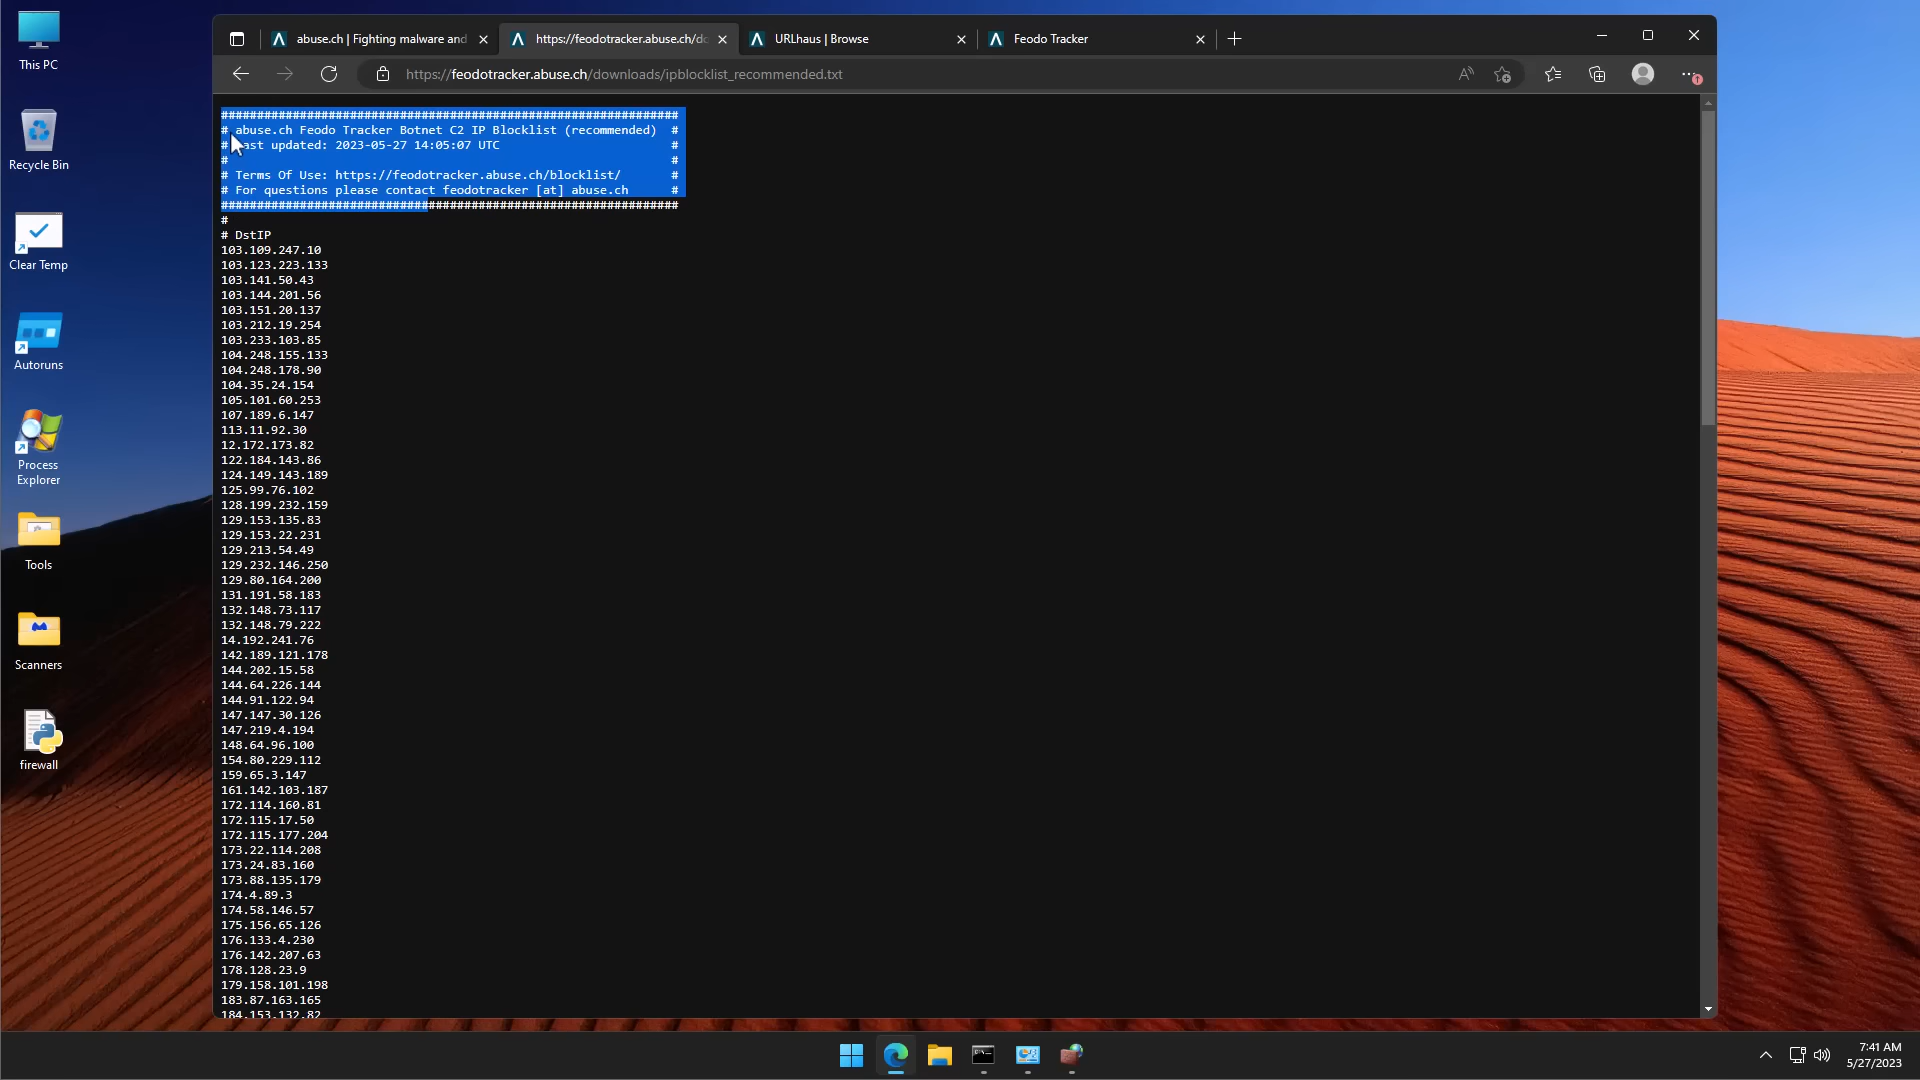 This PC
Recycle Bin
Clear Temp
Autoruns
Process
Explorer
Tools
Scanners
firewall
abuse.ch | Fighting malware and
https://feodotracker.abuse.ch/do
URLhaus | Browse
Feodo Tracker
https://feodotracker.abuse.ch/downloads/ipblocklist_recommended.txt
################################################################
# abuse.ch Feodo Tracker Botnet C2 IP Blocklist (recommended)  #
# ast updated: 2023-05-27 14:05:07 UTC                        #
#                                                              #
# Terms Of Use: https://feodotracker.abuse.ch/blocklist/       #
# For questions please contact feodotracker [at] abuse.ch      #
################################################################
#
# DstIP
103.109.247.10
103.123.223.133
103.141.50.43
103.144.201.56
103.151.20.137
103.212.19.254
103.233.103.85
104.248.155.133
104.248.178.90
104.35.24.154
105.101.60.253
107.189.6.147
113.11.92.30
12.172.173.82
122.184.143.86
124.149.143.189
125.99.76.102
128.199.232.159
129.153.135.83
129.153.22.231
129.213.54.49
129.232.146.250
129.80.164.200
131.191.58.183
132.148.73.117
132.148.79.222
14.192.241.76
142.189.121.178
144.202.15.58
144.64.226.144
144.91.122.94
147.147.30.126
147.219.4.194
148.64.96.100
154.80.229.112
159.65.3.147
161.142.103.187
172.114.160.81
172.115.17.50
172.115.177.204
173.22.114.208
173.24.83.160
173.88.135.179
174.4.89.3
174.58.146.57
175.156.65.126
176.133.4.230
176.142.207.63
178.128.23.9
179.158.101.198
183.87.163.165
184.153.132.82
7:41 AM
5/27/2023